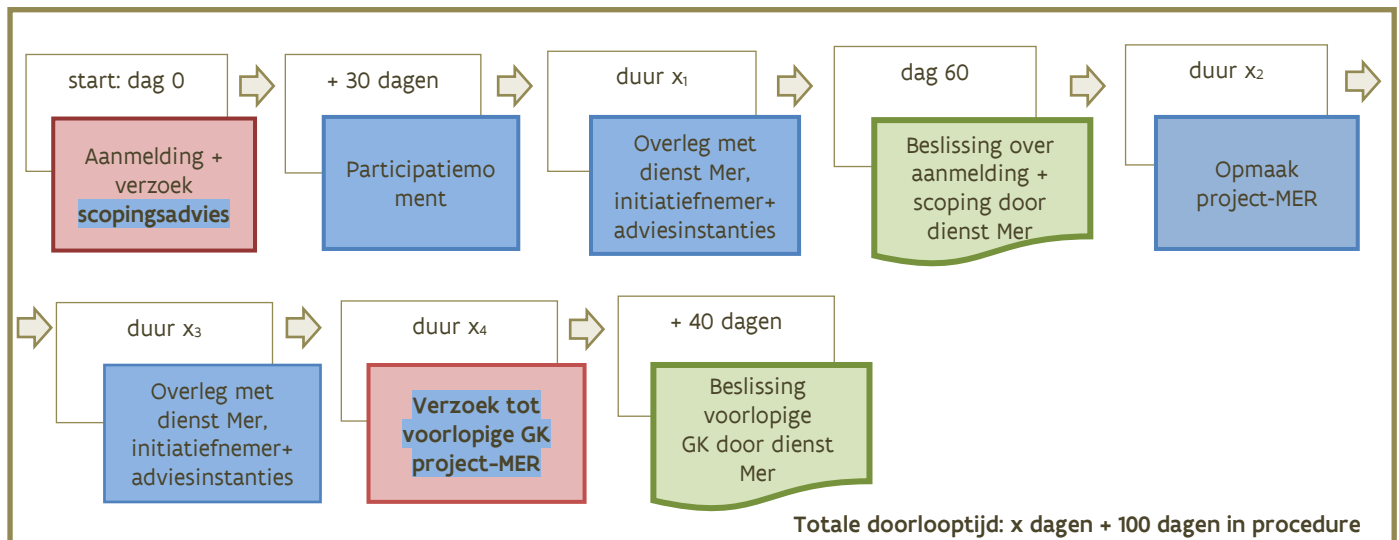 start: dag 0
Aanmelding +
verzoek
scopingsadvies
+ 30 dagen
Participatiemo
ment
duur x₁
Overleg met
dienst Mer,
initiatiefnemer+
adviesinstanties
dag 60
Beslissing over
aanmelding +
scoping door
dienst Mer
duur x₂
Opmaak
project-MER
duur x₃
Overleg met
dienst Mer,
initiatiefnemer+
adviesinstanties
duur x₄
Verzoek tot
voorlopige GK
project-MER
+ 40 dagen
Beslissing
voorlopige
GK door dienst
Mer
Totale doorlooptijd: x dagen + 100 dagen in procedure